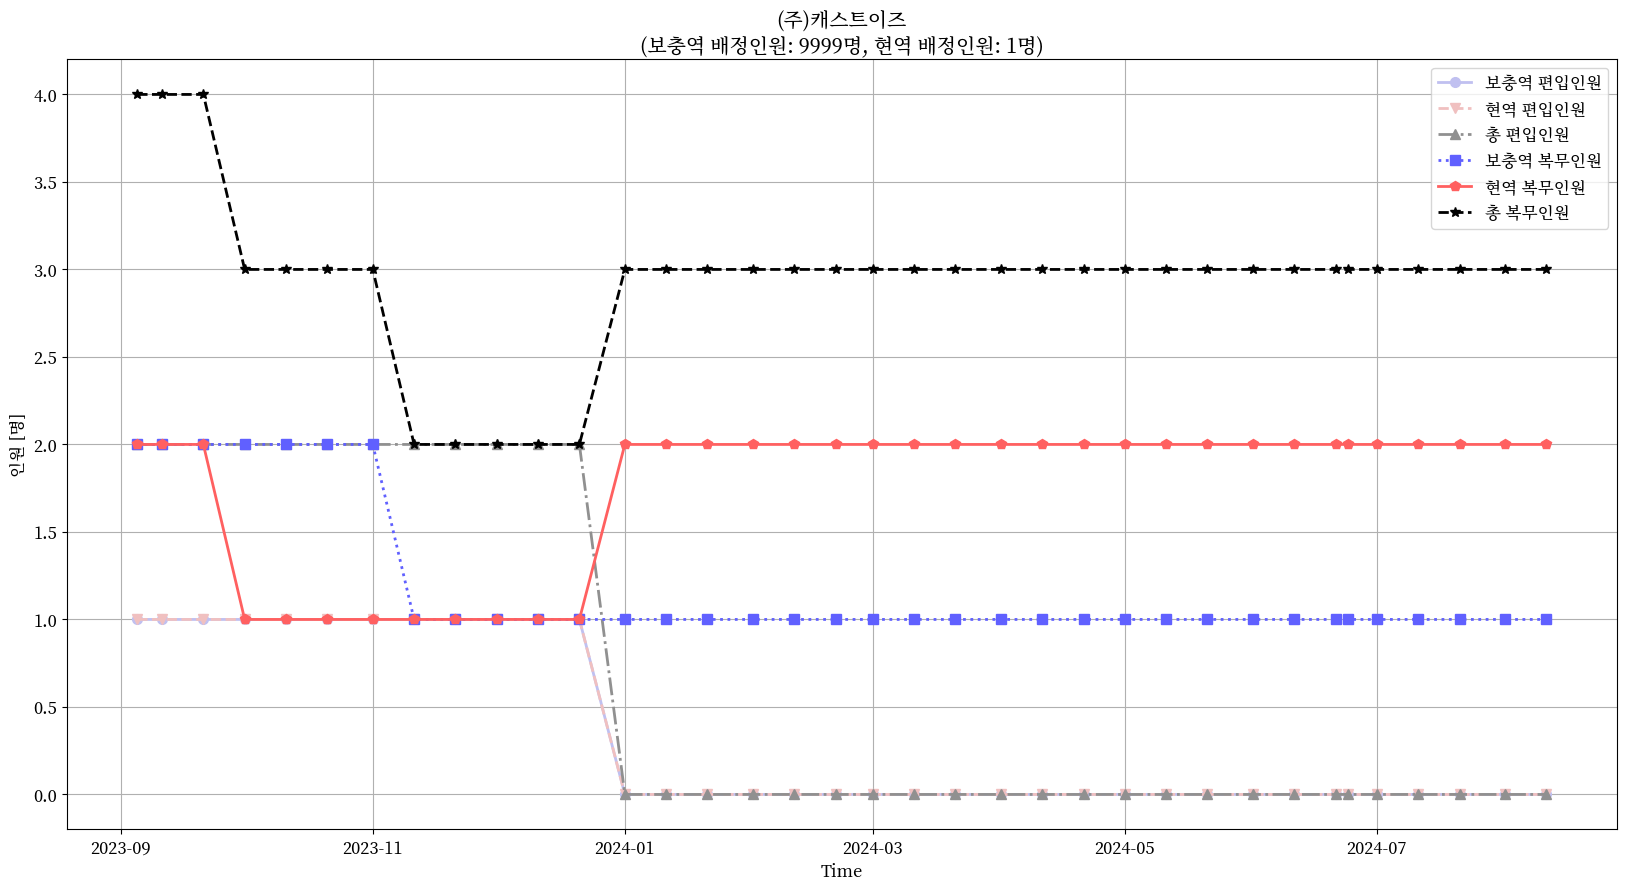 (주)캐스트이즈
(보충역 배정인원: 9999명, 현역 배정인원: 1명)
보충역 편입인원
현역 편입인원
총 편입인원
보충역 복무인원
현역 복무인원
총 복무인원
인원 [명]
4.0
3.5
3.0
2.5
2.0
1.5
1.0
0.5
0.0
2023-09 2023-11 2024-01 2024-03 2024-05 2024-07
Time